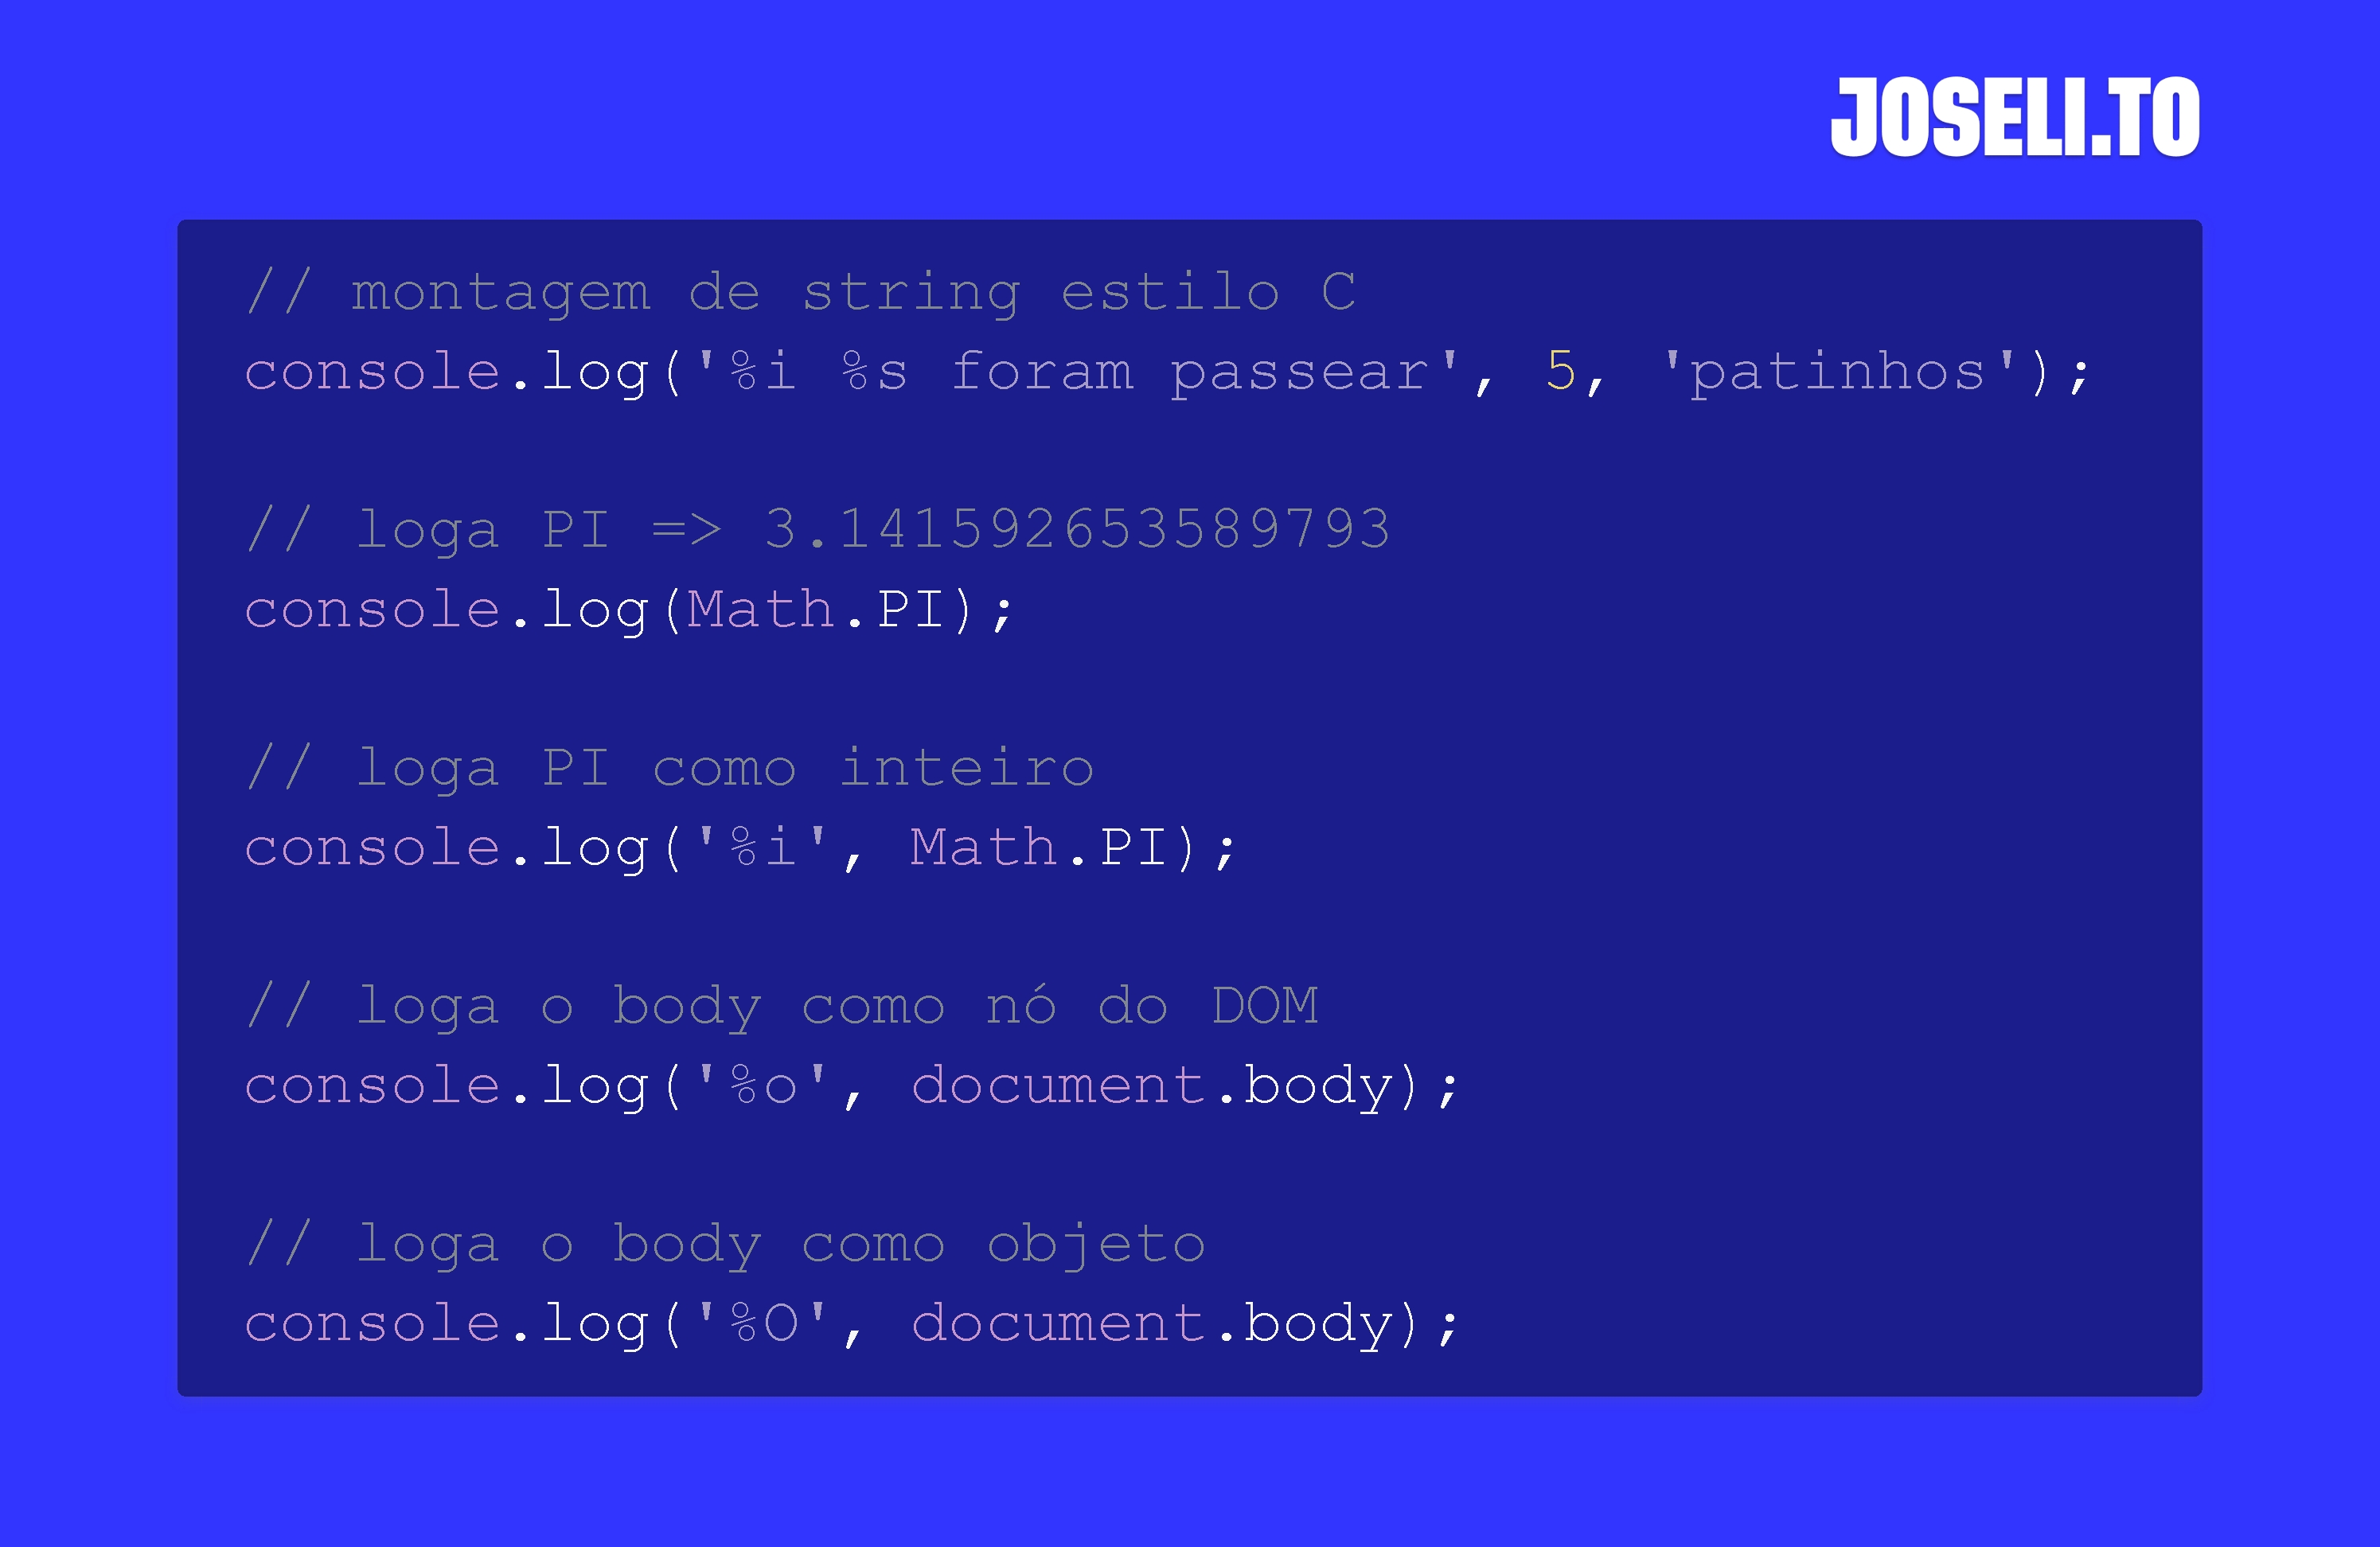 JOSELI.TO
// montagem de string estilo C
console.log('%i %s foram passear', 5, 'patinhos');
// loga PI => 3.141592653589793
console.log(Math.PI);
// loga PI como inteiro
console.log('%i', Math.PI);
// loga o body como nó do DOM
console.log('%o', document.body);
// loga o body como objeto
console.log('%O', document.body);